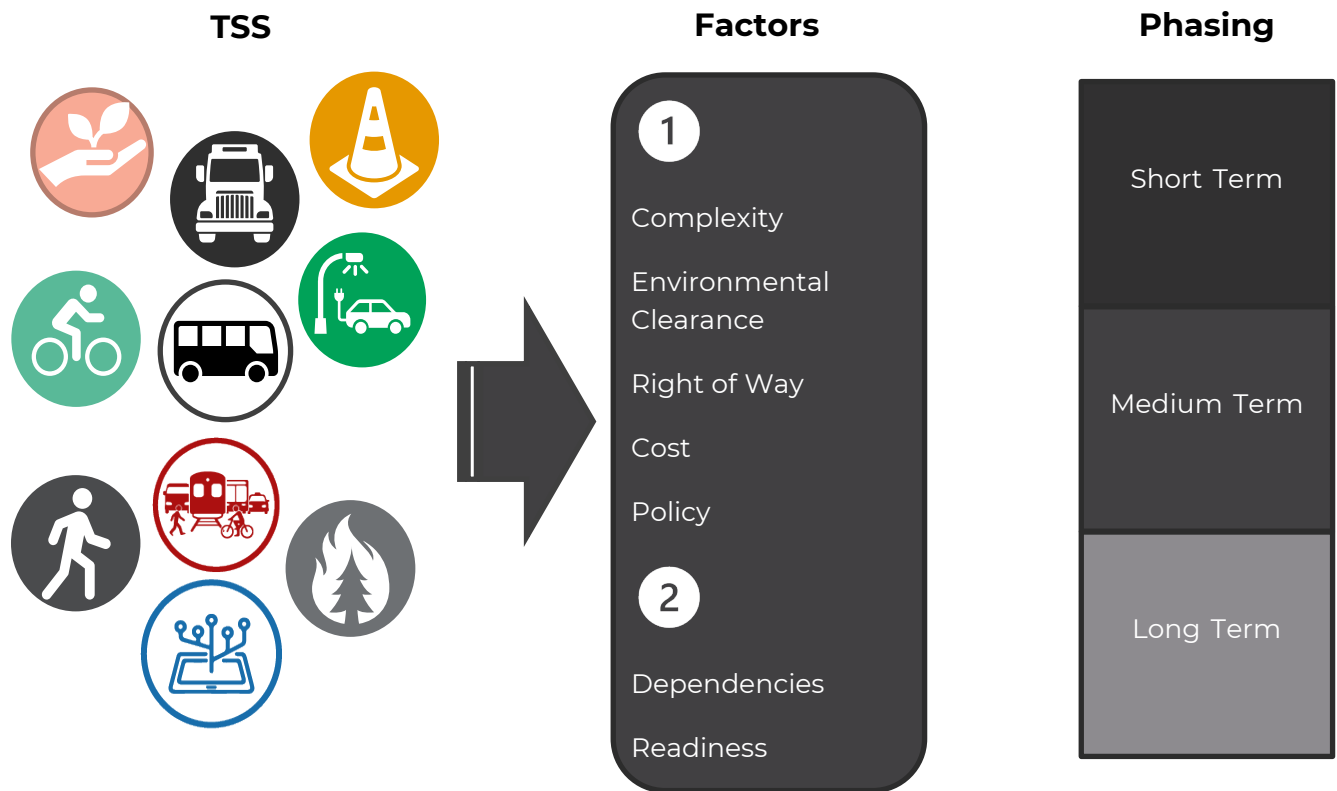 TSS
Factors
Phasing
1
Complexity
Environmental
Clearance
Right of Way
Cost
Policy
2
Dependencies
Readiness
Short Term
Medium Term
Long Term